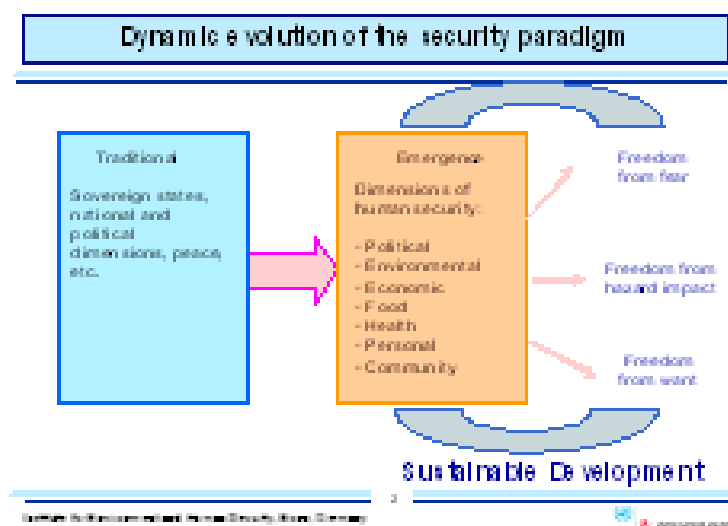 Dynamic evolution of the security paradigm
Traditional
Sovereign states,
national and
political
dimensions, peace,
etc.
Emergence
Dimensions of
human security:
- Political
- Environmental
- Economic
- Food
- Health
- Personal
- Community
Freedom
from fear
Freedom from
hazard impact
Freedom
from want
Sustainable Development